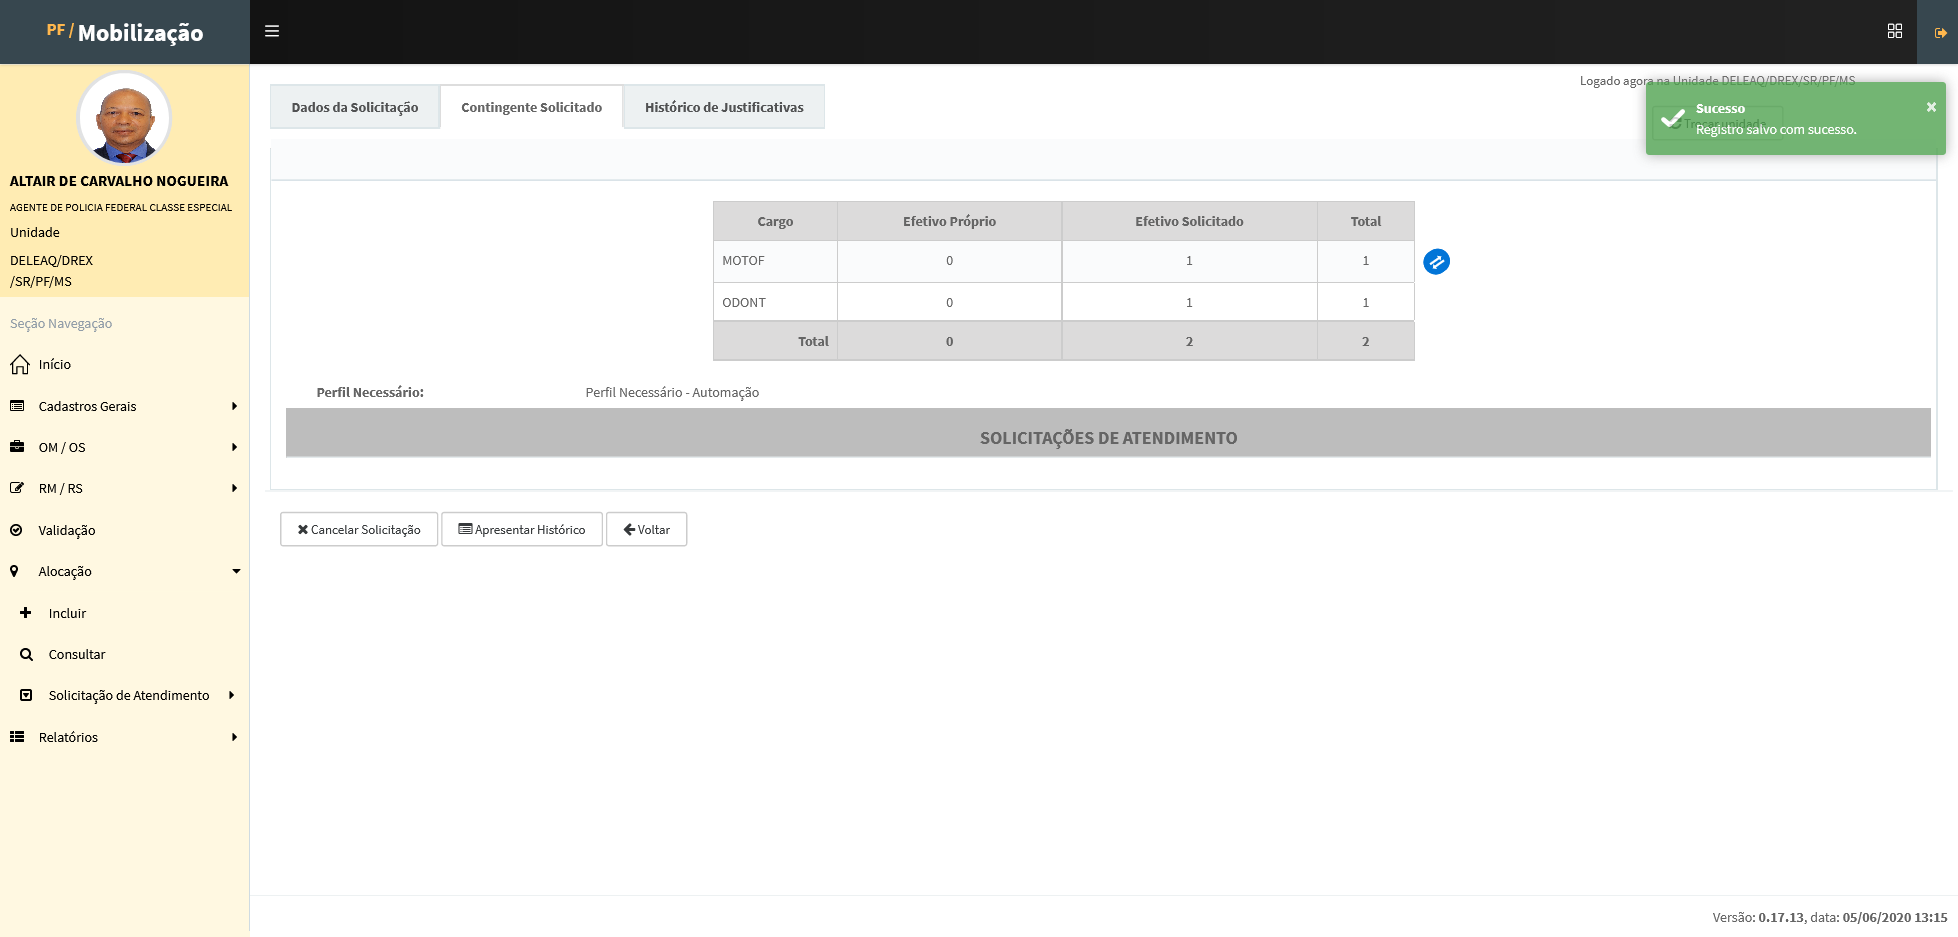 PF / Mobilização
Logado agora na Unidade DELEAQ/DREX/SR/PF/MS
Sucesso
×
Trocar unidade
Registro salvo com sucesso.
ALTAIR DE CARVALHO NOGUEIRA
AGENTE DE POLICIA FEDERAL CLASSE ESPECIAL
Unidade
DELEAQ/DREX
/SR/PF/MS
Seção Navegação
Início
Cadastros Gerais
OM / OS
RM / RS
Validação
Alocação
Incluir
Consultar
Solicitação de Atendimento
Relatórios
Dados da Solicitação Contingente Solicitado Histórico de Justificativas
Cargo Efetivo Próprio Efetivo Solicitado Total
MOTOF 0 1 1
ODONT 0 1 1
Total 0 2 2
Perfil Necessário: Perfil Necessário - Automação
SOLICITAÇÕES DE ATENDIMENTO
Cancelar Solicitação Apresentar Histórico Voltar
Versão: 0.17.13, data: 05/06/2020 13:15